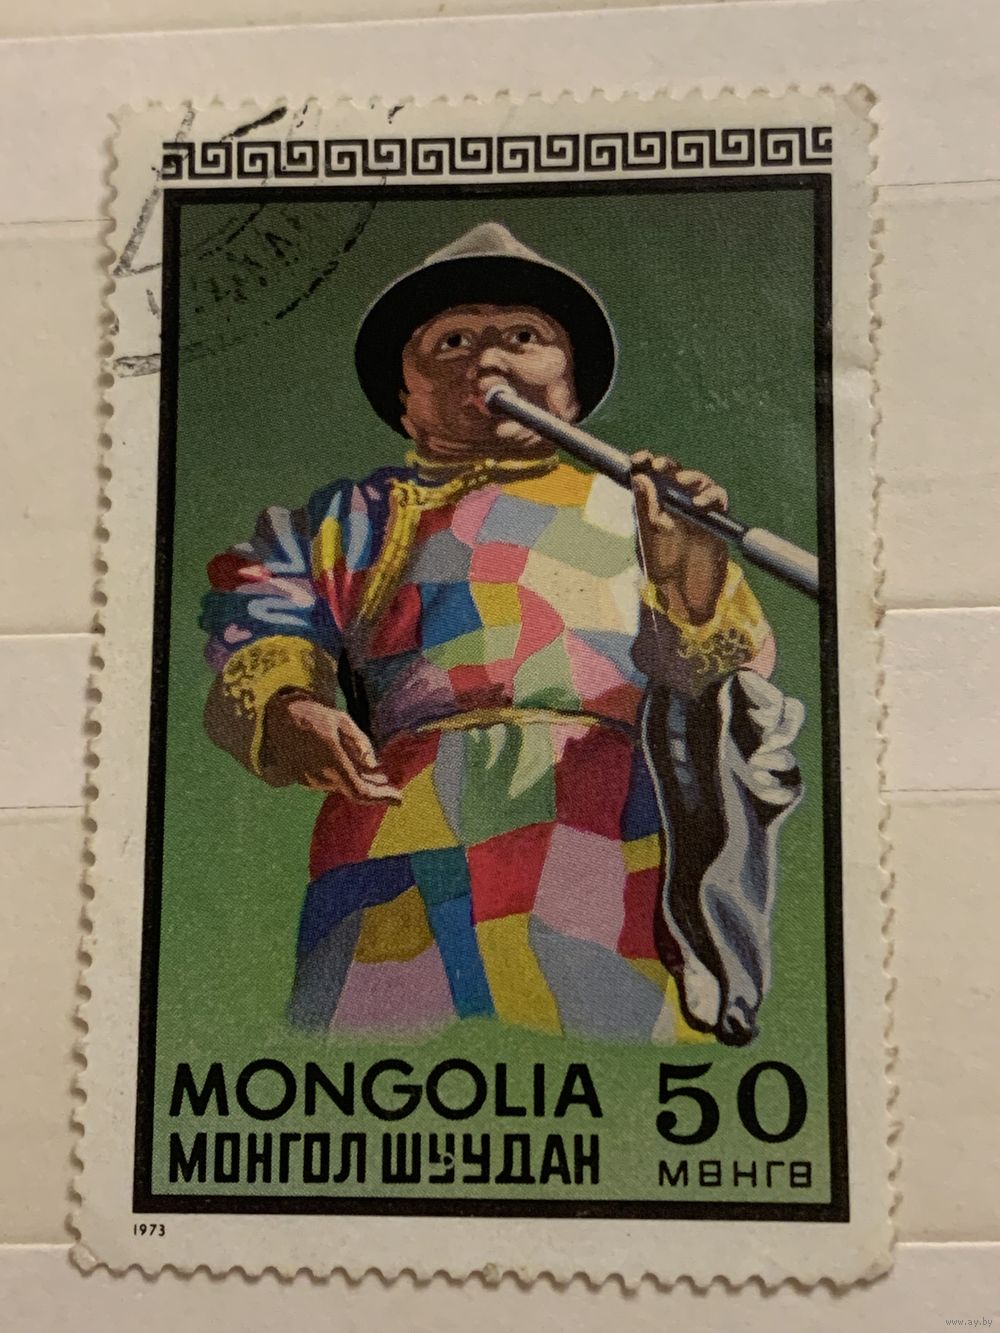 MONGOLIA 50
МОНГОЛ ШУУДАН МӨНГӨ
1973
www.ay.by